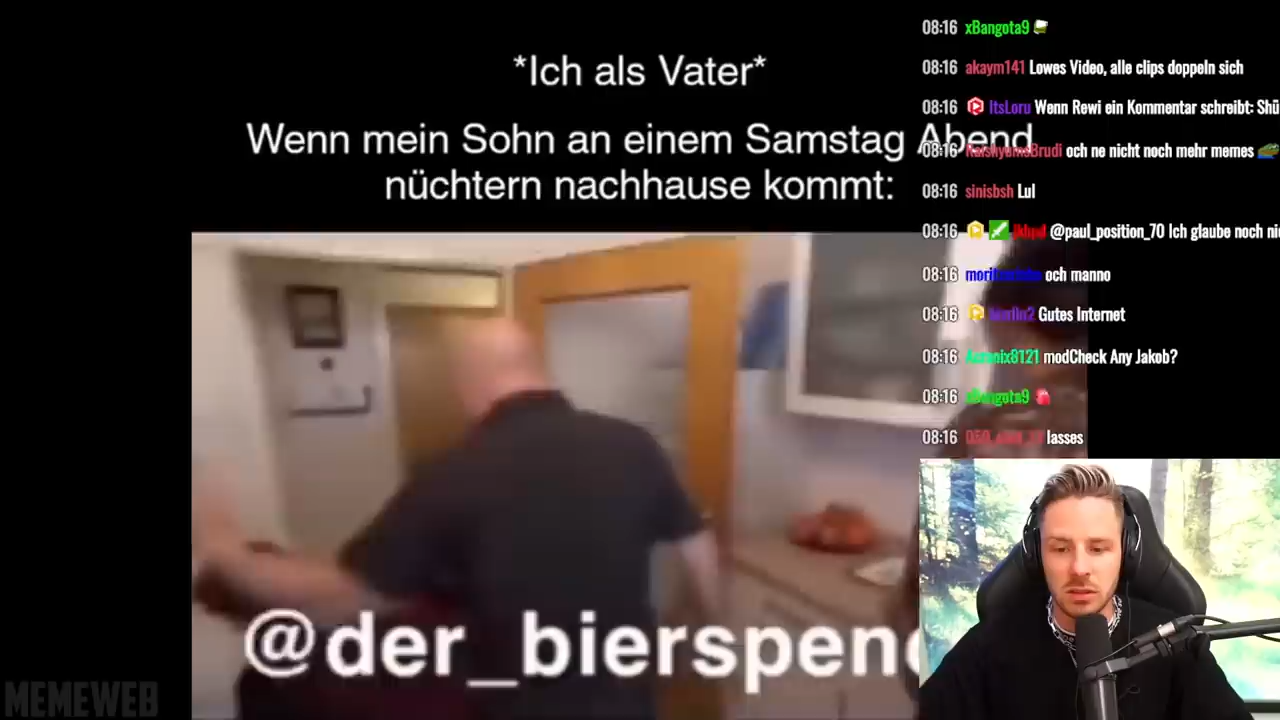 *Ich als Vater*
Wenn mein Sohn an einem Samstag Abend
nüchtern nachhause kommt:
@der_bierspen
MEMEWEB
08:16 xBangota9
08:16 akaym141 Lowes Video, alle clips doppeln sich
08:16 ItsLoru Wenn Rewi ein Kommentar schreibt: Shü
08:16 och ne nicht noch mehr memes
08:16 sinisbsh Lul
08:16 @paul_position_70 Ich glaube noch ni
08:16 och manno
08:16 Gutes Internet
08:16 modCheck Any Jakob?
08:16 xBangota9
08:16 lasses